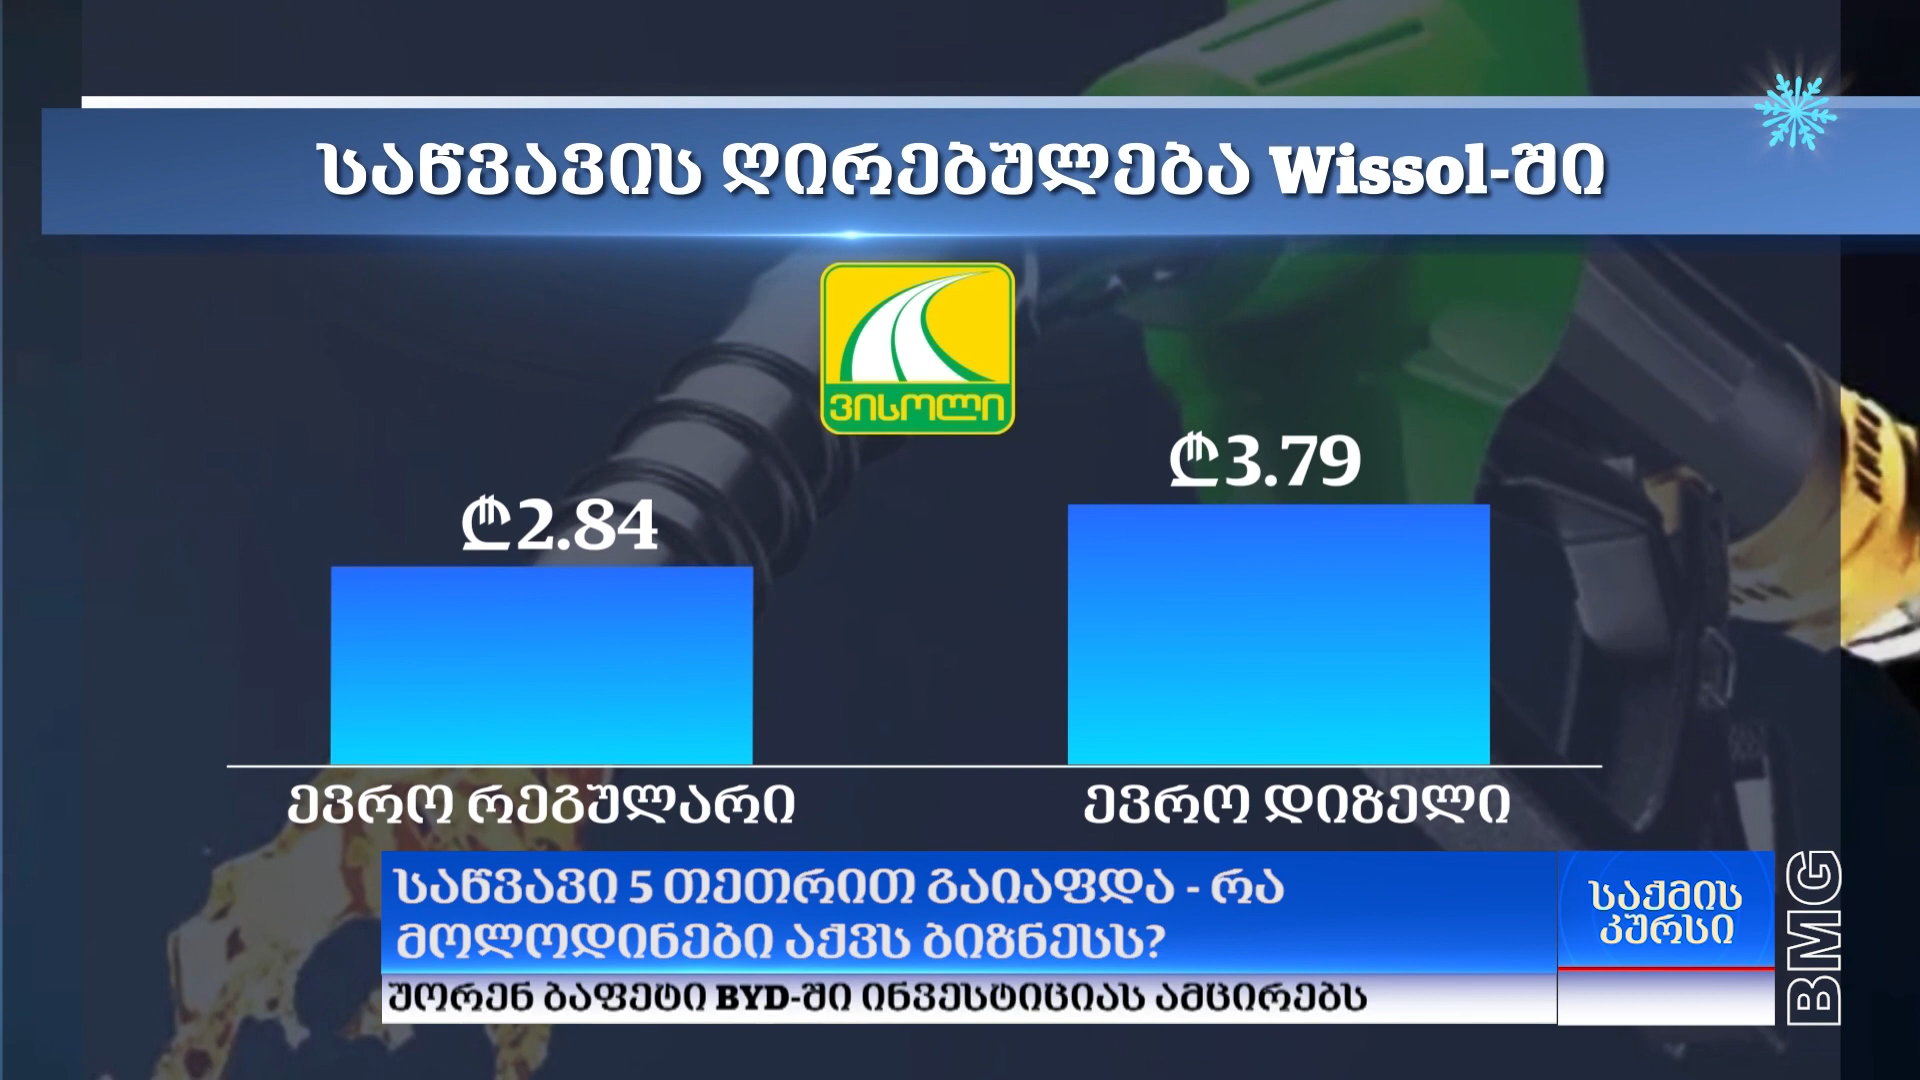 საწვავის ღირებულება Wissol-ში
ვისოლი
₾2.84
₾3.79
ევრო რეგულარი
ევრო დიზელი
საწვავი 5 თეთრით გაიაფდა - რა
მოლოდინები აქვს ბიზნესს?
საქმის
კურსი
უორენ ბაფეტი BYD-ში ინვესტიციას ამცირებს
BMG